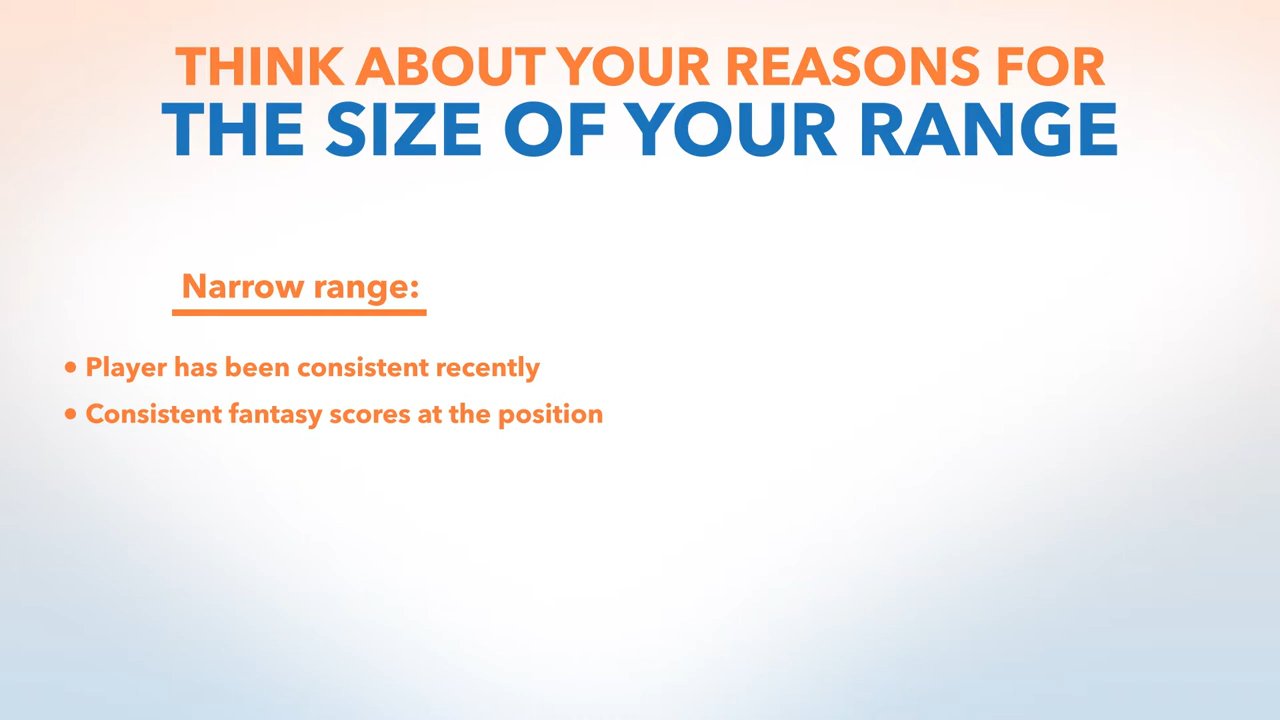 THINK ABOUT YOUR REASONS FOR
THE SIZE OF YOUR RANGE
Narrow range:
• Player has been consistent recently
• Consistent fantasy scores at the position